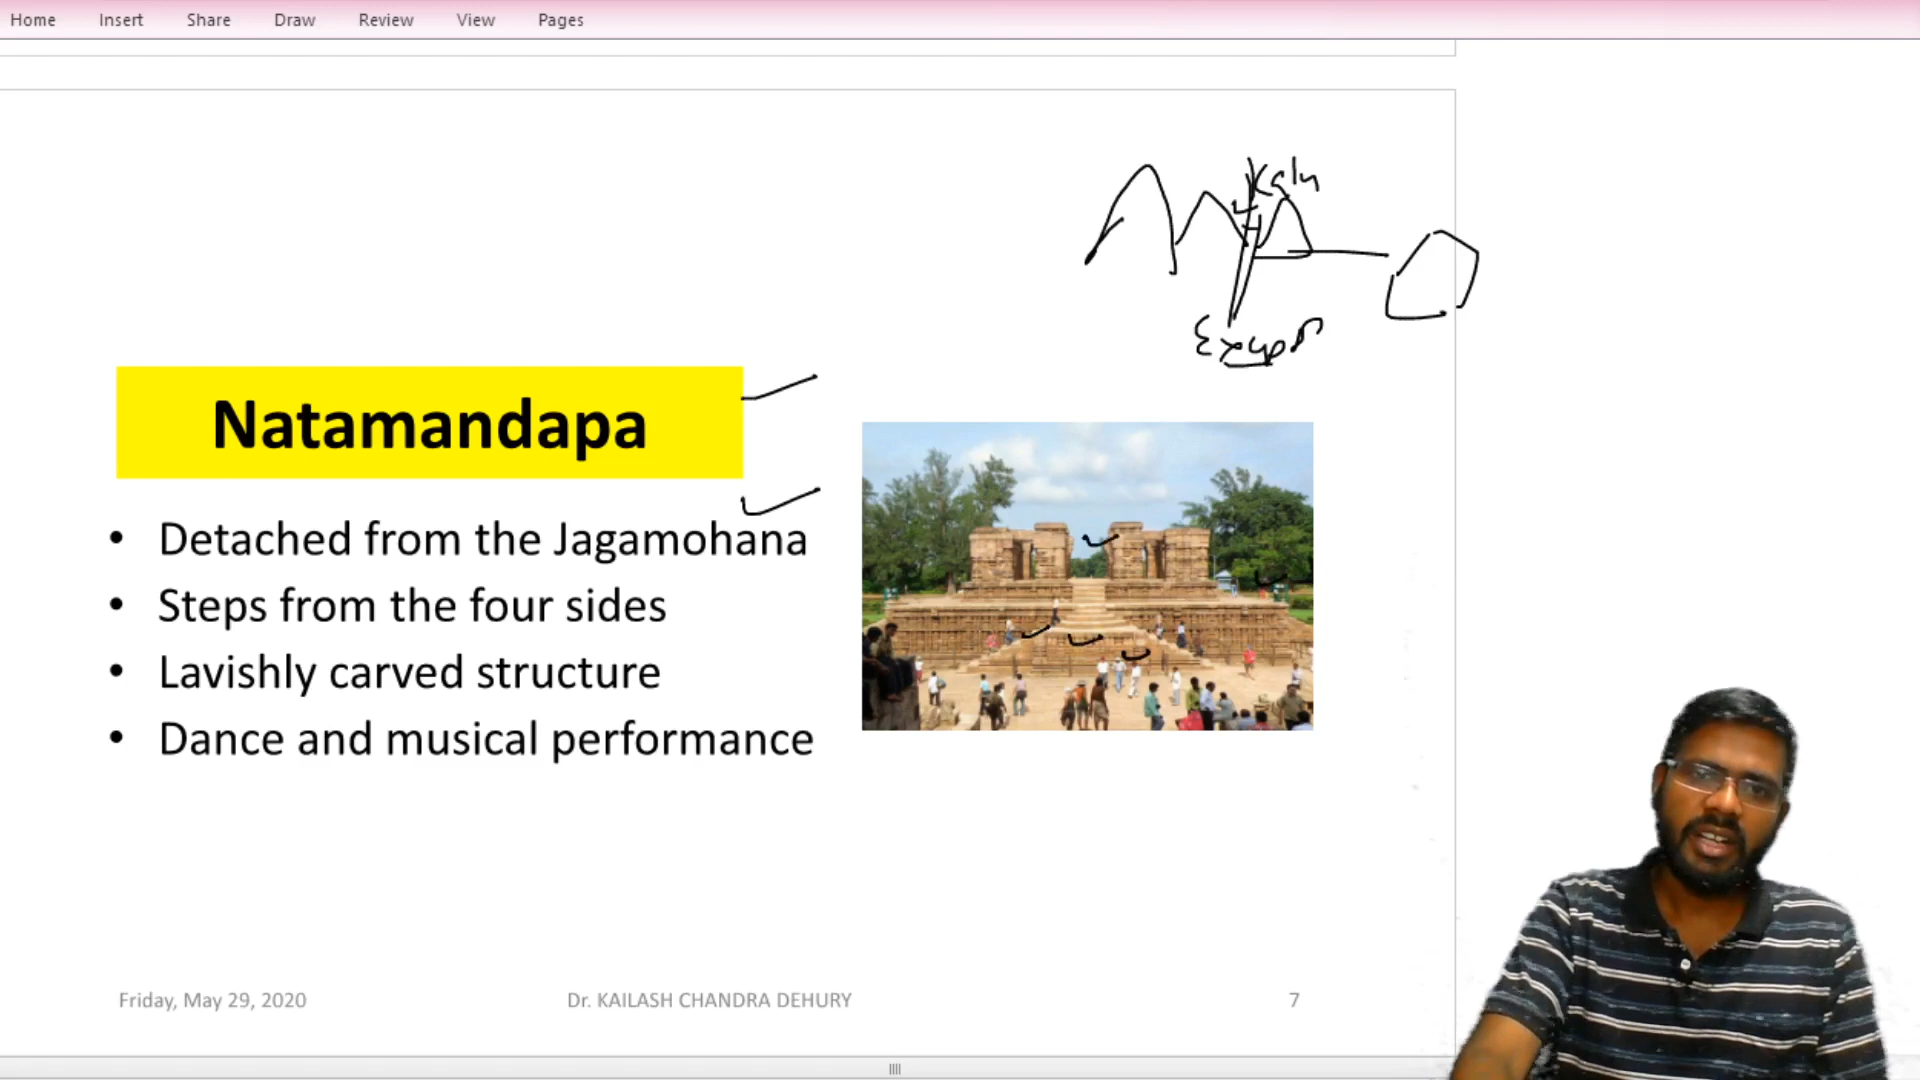 Home Insert Share Draw Review View Pages
Natamandapa
• Detached from the Jagamohana
• Steps from the four sides
• Lavishly carved structure
• Dance and musical performance
Friday, May 29, 2020 Dr. KAILASH CHANDRA DEHURY 7